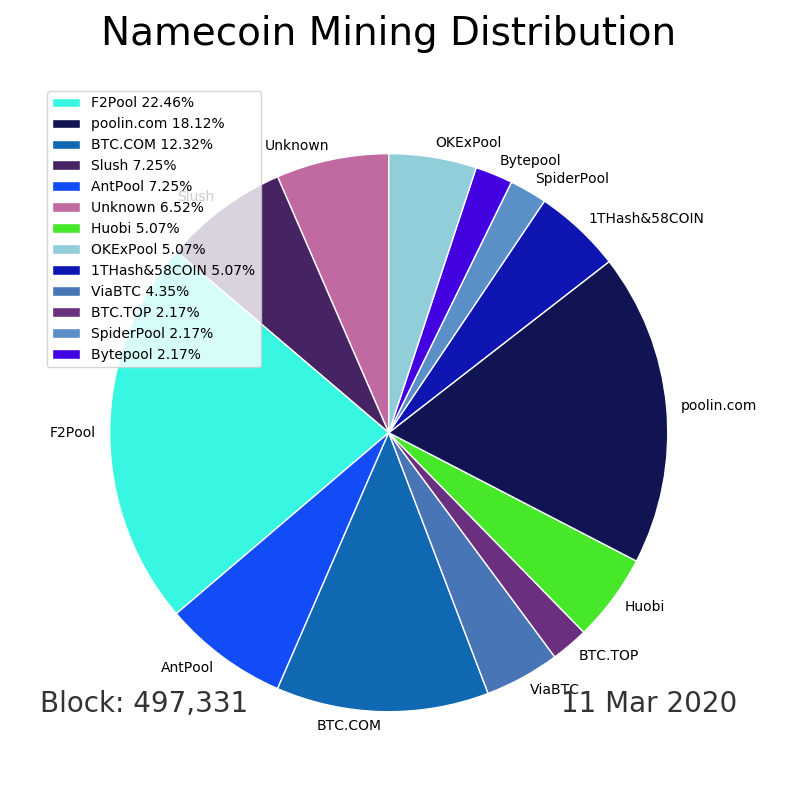 Namecoin Mining Distribution
F2Pool 22.46%
poolin.com 18.12%
BTC.COM 12.32%
Slush 7.25%
AntPool 7.25%
Unknown 6.52%
Huobi 5.07%
OKExPool 5.07%
1THash&58COIN 5.07%
ViaBTC 4.35%
BTC.TOP 2.17%
SpiderPool 2.17%
Bytepool 2.17%
OKExPool
Unknown
Bytepool
SpiderPool
Slush
1THash&58COIN
poolin.com
F2Pool
Huobi
BTC.TOP
AntPool
ViaBTC
BTC.COM
Block: 497,331
11 Mar 2020